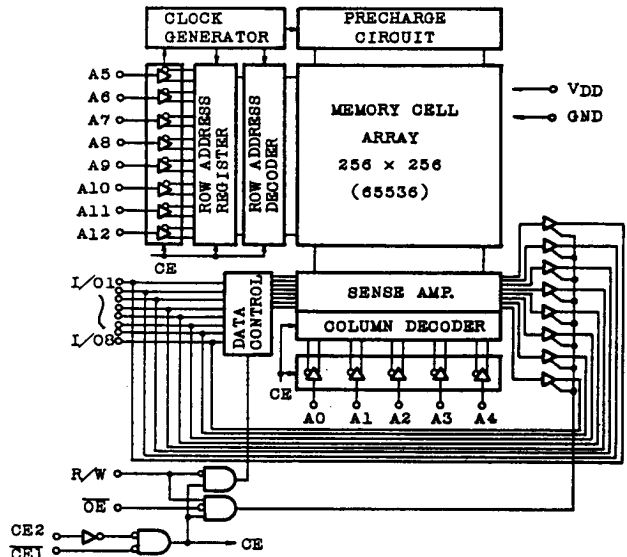 CLOCK
GENERATOR
PRECHARGE
CIRCUIT
A5
A6
A7
A8
A9
A10
A11
A12
ROW ADDRESS
REGISTER
ROW ADDRESS
DECODER
MEMORY CELL
ARRAY
256 × 256
(65536)
VDD
GND
CE
I/O1
I/O8
DATA
CONTROL
SENSE AMP.
COLUMN DECODER
CE
A0 A1 A2 A3 A4
R/W
OE
CE2
CE1
CE